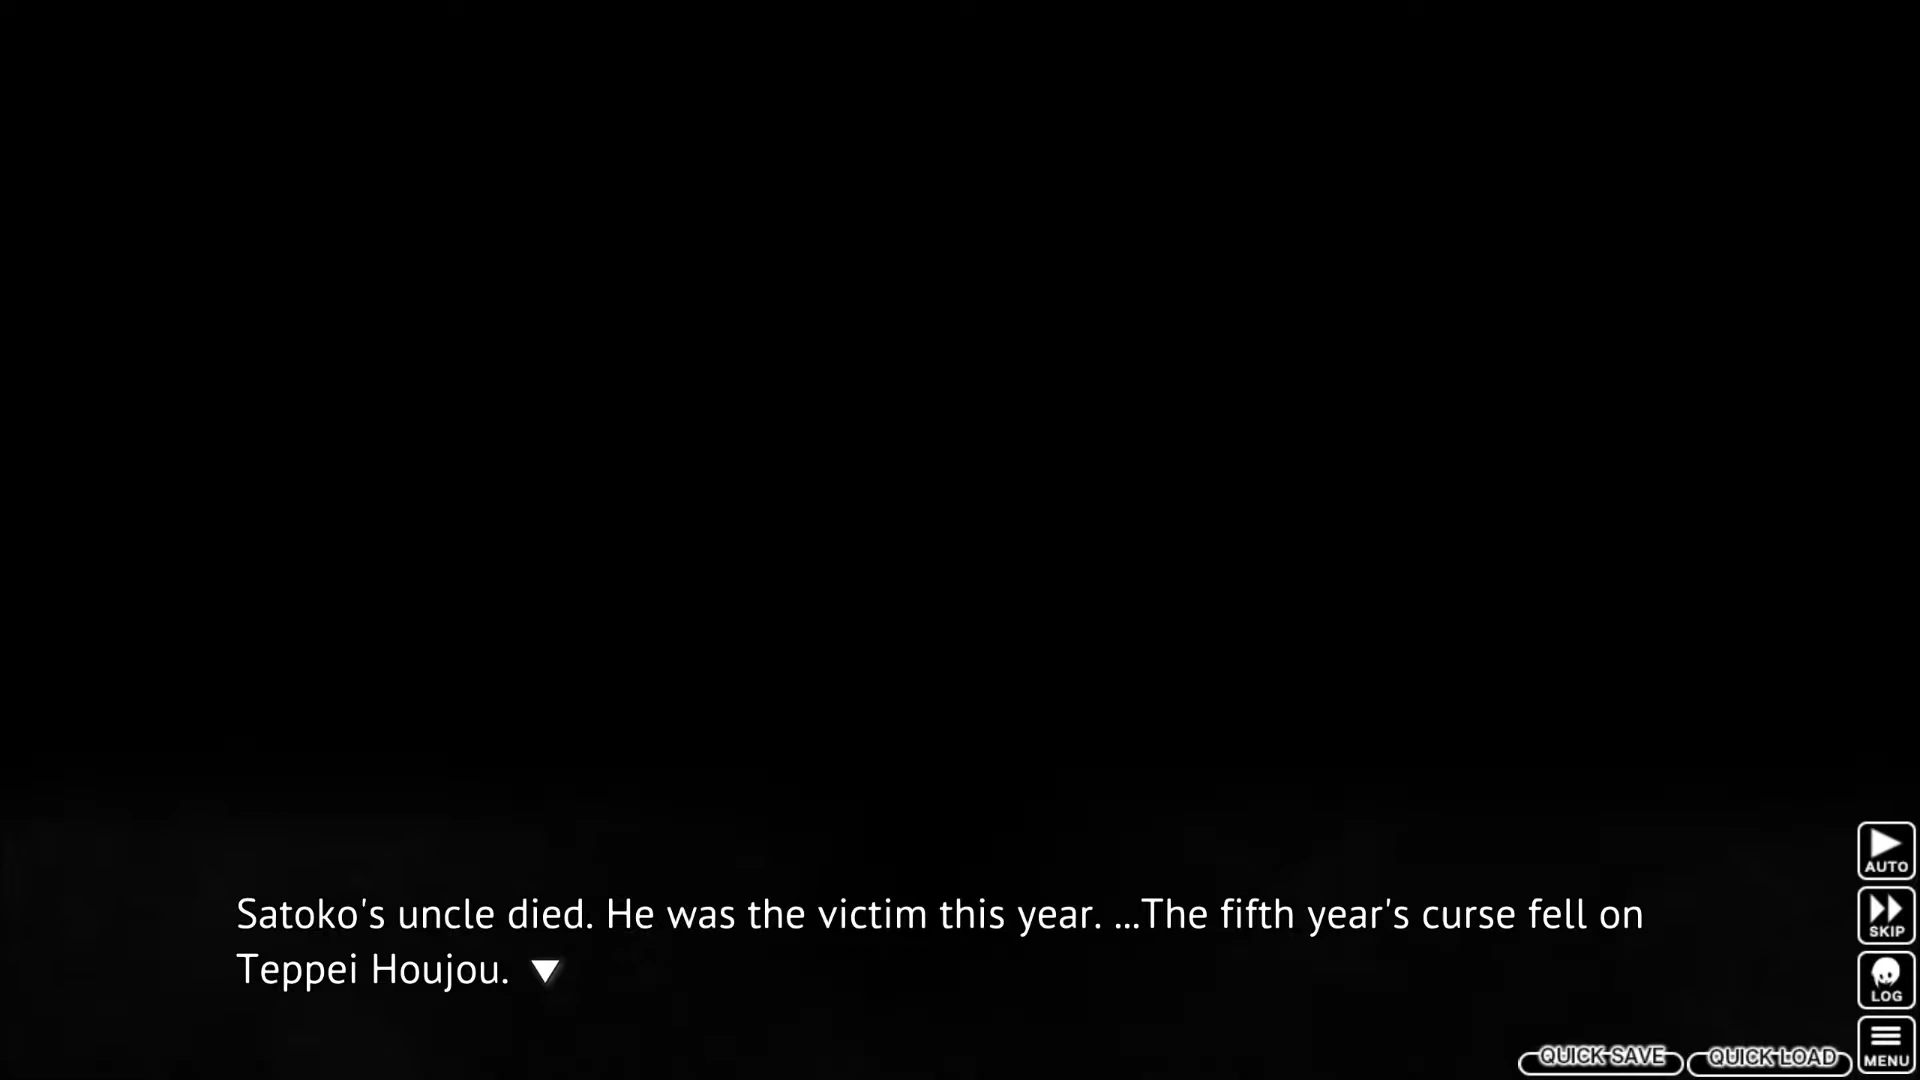 Satoko's uncle died. He was the victim this year. ...The fifth year's curse fell on
Teppei Houjou.
AUTO
SKIP
LOG
MENU
QUICK SAVE
QUICK LOAD